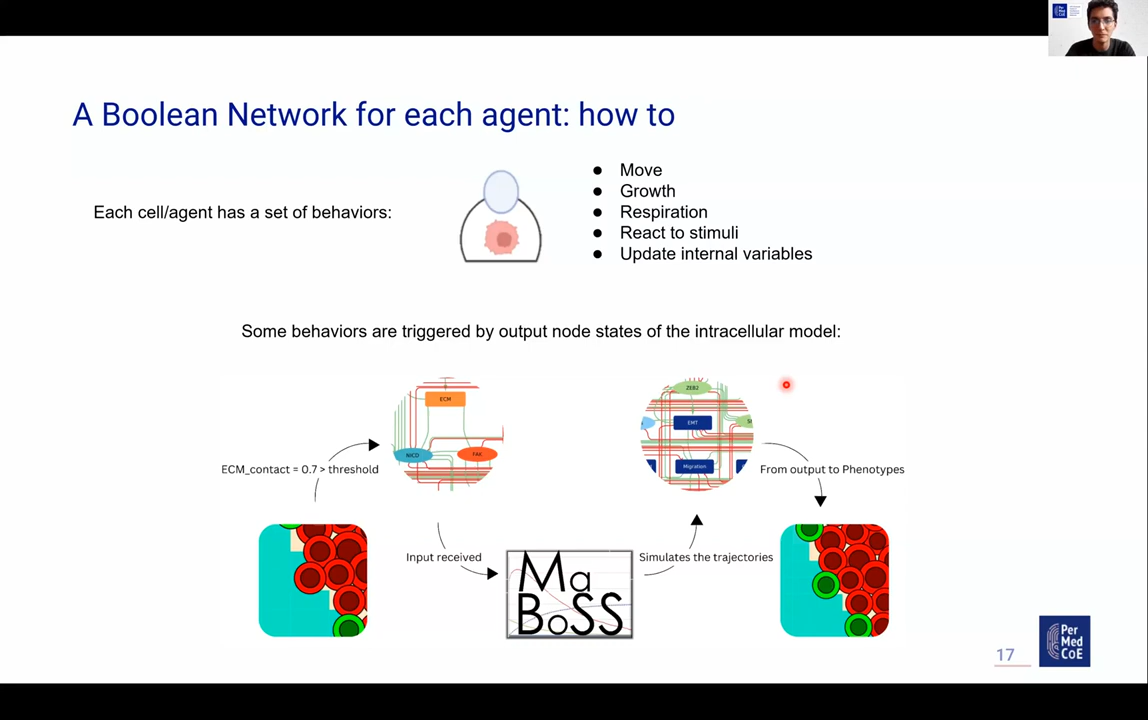 A Boolean Network for each agent: how to
Each cell/agent has a set of behaviors:
● Move
● Growth
● Respiration
● React to stimuli
● Update internal variables
Some behaviors are triggered by output node states of the intracellular model:
ECM_contact = 0.7 > threshold
ECM
NICD
FAK
Input received
MaBoSS
Simulates the trajectories
ZEB2
EMT
Migration
From output to Phenotypes
17
Per
Med
CoE